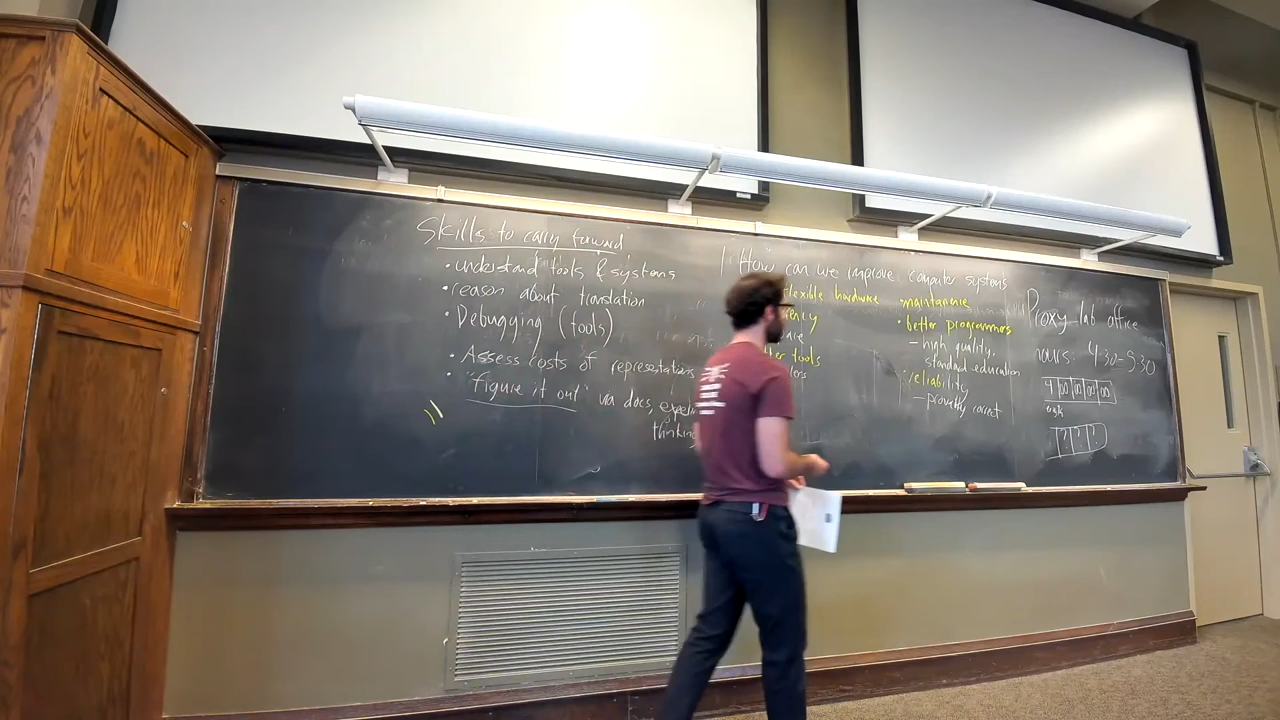 Skills to carry forward
• understand tools & systems
• reason about translation
• Debugging (tools)
• Assess costs of representations
• "figure it out" via docs,
thinking
How can we improve computer systems
flexible hardware
tools
• maintanence
• better programmers
- high quality,
standard education
• reliability
- provably correct
Proxy lab office
hours: 4:30-5:30